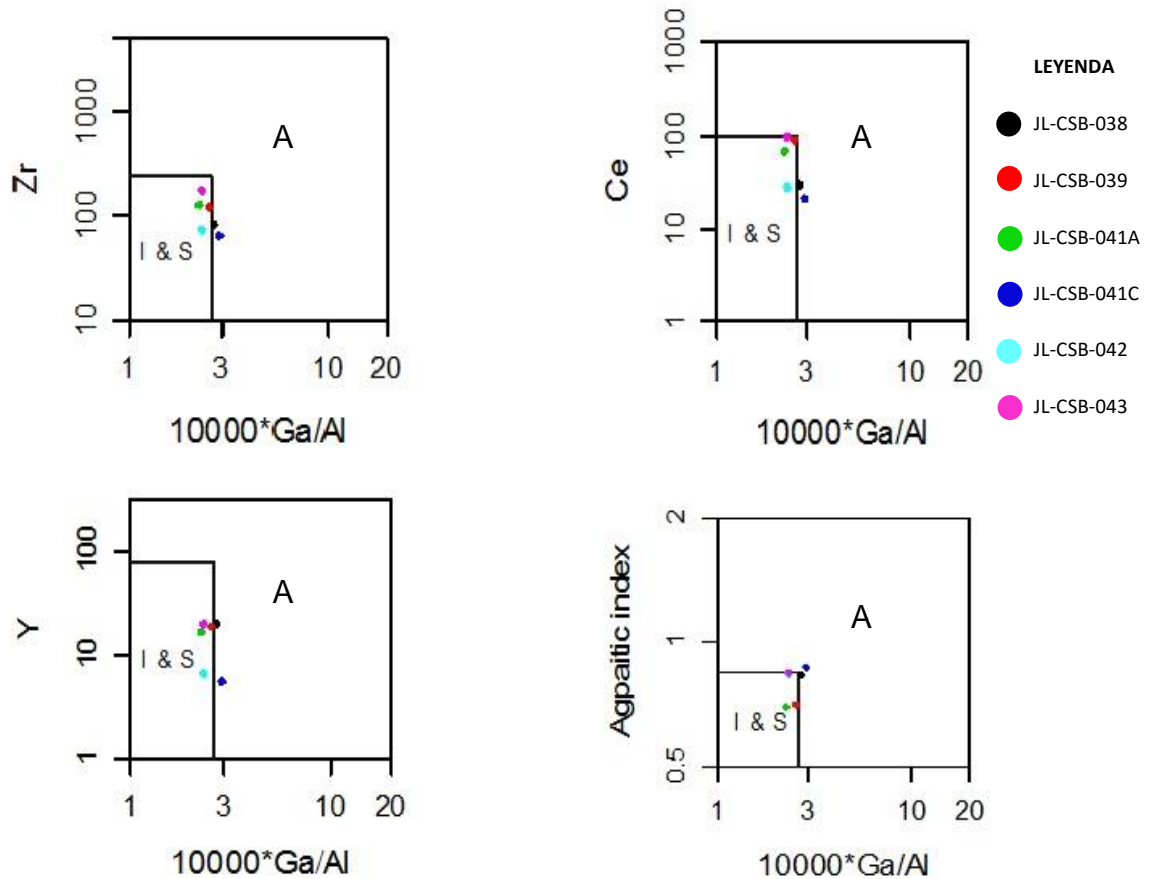 Zr
1000
100
10
A
I & S
1 3 10 20
10000*Ga/Al
Ce
1000
100
10
1
A
I & S
1 3 10 20
10000*Ga/Al
LEYENDA
JL-CSB-038
JL-CSB-039
JL-CSB-041A
JL-CSB-041C
JL-CSB-042
JL-CSB-043
Y
100
10
1
A
I & S
1 3 10 20
10000*Ga/Al
Agpaitic index
2
1
0.5
A
I & S
1 3 10 20
10000*Ga/Al